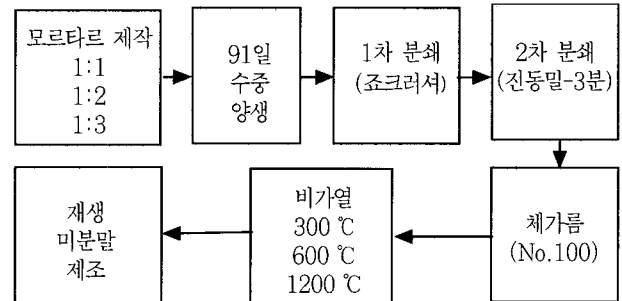 모르타르 제작
1:1
1:2
1:3
91일
수중
양생
1차 분쇄
(죠크러셔)
2차 분쇄
(진동밀-3분)
체가름
(No.100)
비가열
300 ℃
600 ℃
1200 ℃
재생
미분말
제조